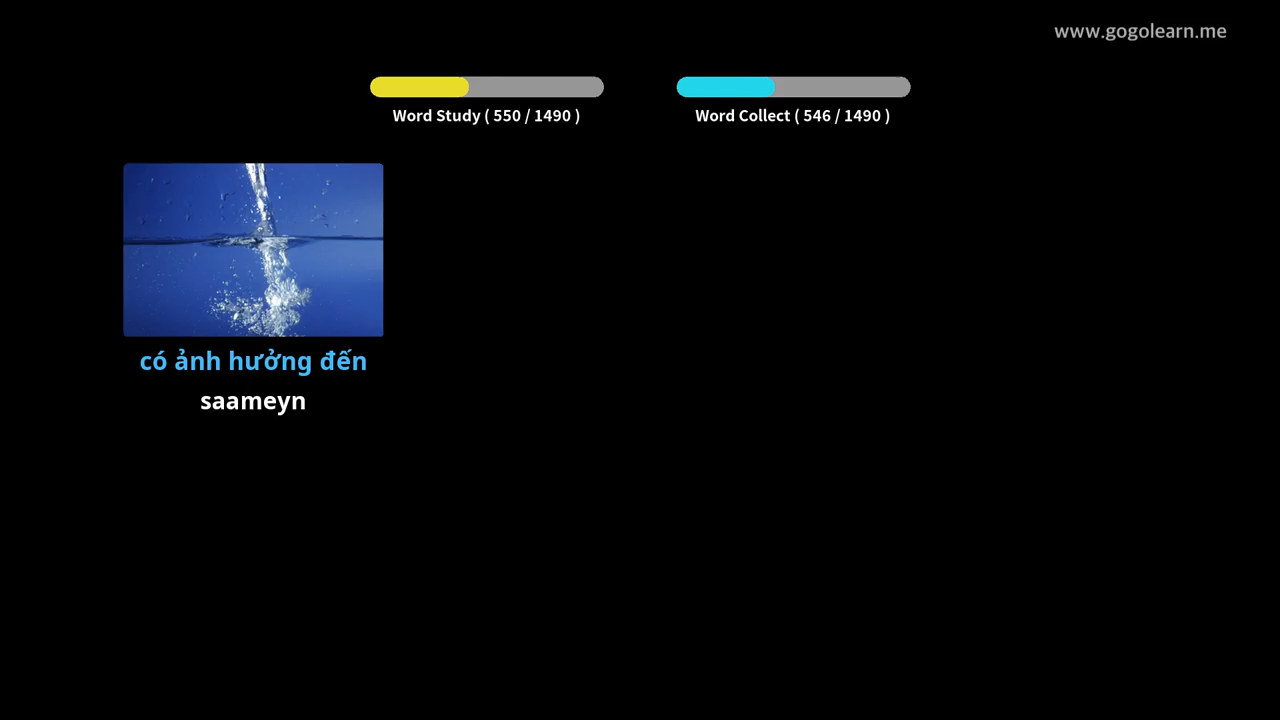 www.gogolearn.me
Word Study ( 550 / 1490 )
Word Collect ( 546 / 1490 )
có ảnh hưởng đến
saameyn